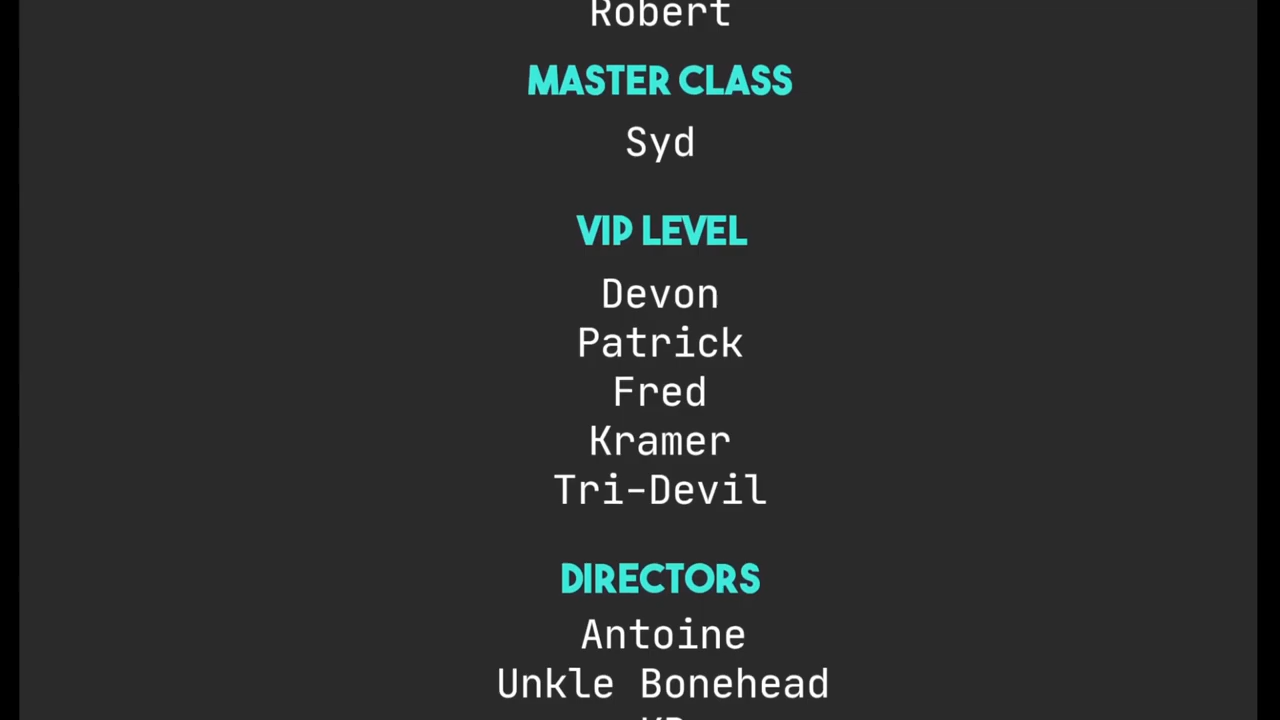 Robert
MASTER CLASS
Syd
VIP LEVEL
Devon
Patrick
Fred
Kramer
Tri-Devil
DIRECTORS
Antoine
Unkle Bonehead